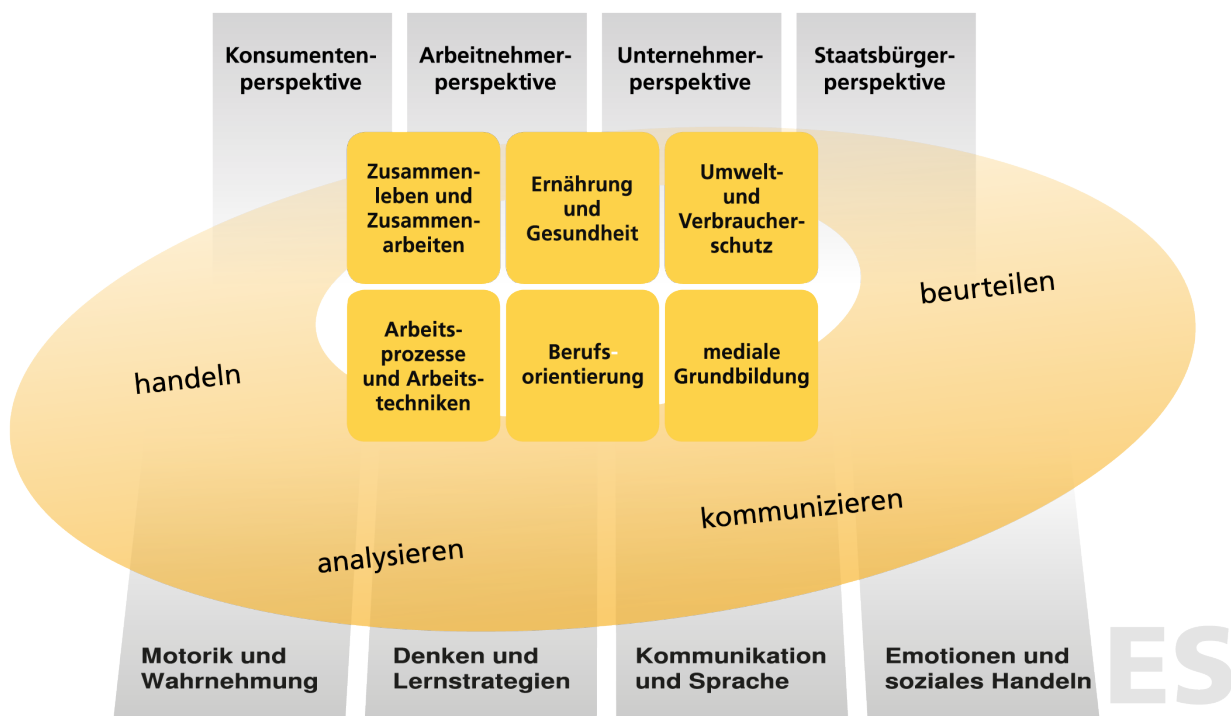 Konsumenten-
perspektive
Arbeitnehmer-
perspektive
Unternehmer-
perspektive
Staatsbürger-
perspektive
Zusammen-
leben und
Zusammen-
arbeiten
Ernährung
und
Gesundheit
Umwelt-
und
Verbraucher-
schutz
Arbeits-
prozesse
und Arbeits-
techniken
Berufs-
orientierung
mediale
Grundbildung
handeln
analysieren
kommunizieren
beurteilen
Motorik und
Wahrnehmung
Denken und
Lernstrategien
Kommunikation
und Sprache
Emotionen und
soziales Handeln
ES